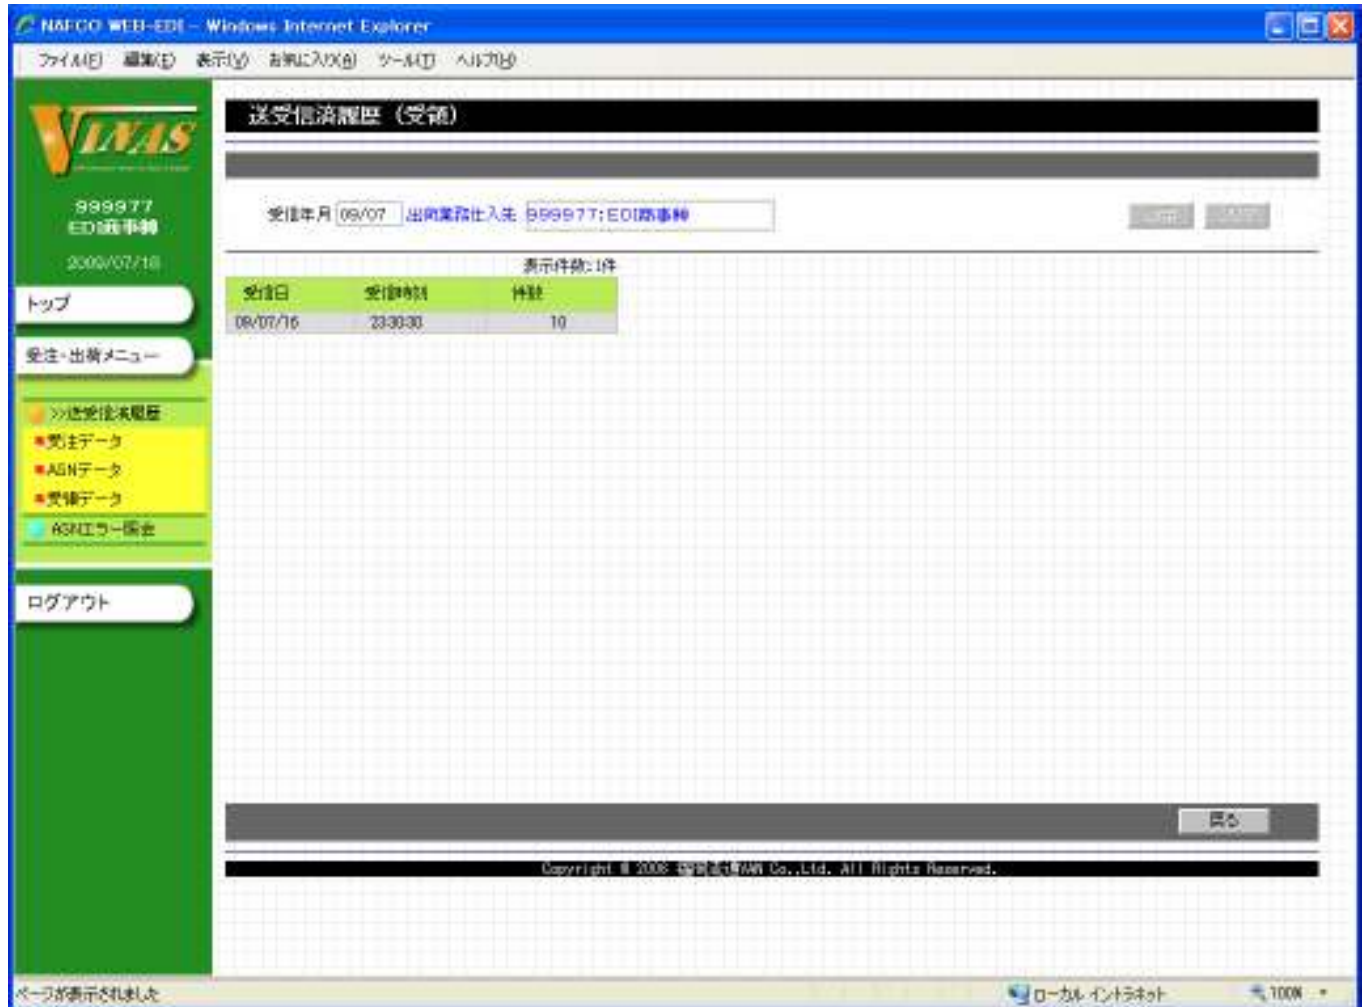 NAFCO WEB-EDI - Windows Internet Explorer
ファイル(F) 編集(E) 表示(V) お気に入り(A) ツール(T) ヘルプ(H)
VINAS
999977
EDI商事㈱
2009/07/16
トップ
受注・出荷メニュー
>>送受信済履歴
受注データ
ASNデータ
受領データ
ASNエラー照会
ログアウト
送受信済履歴（受領）
受信年月 09/07 出荷業務仕入先 999977:EDI商事㈱
表示件数:1件
受信日 受信時刻 件数
09/07/16 23:30:30 10
戻る
Copyright © 2008 Co.,Ltd. All Rights Reserved.
ページが表示されました ローカル イントラネット 100%